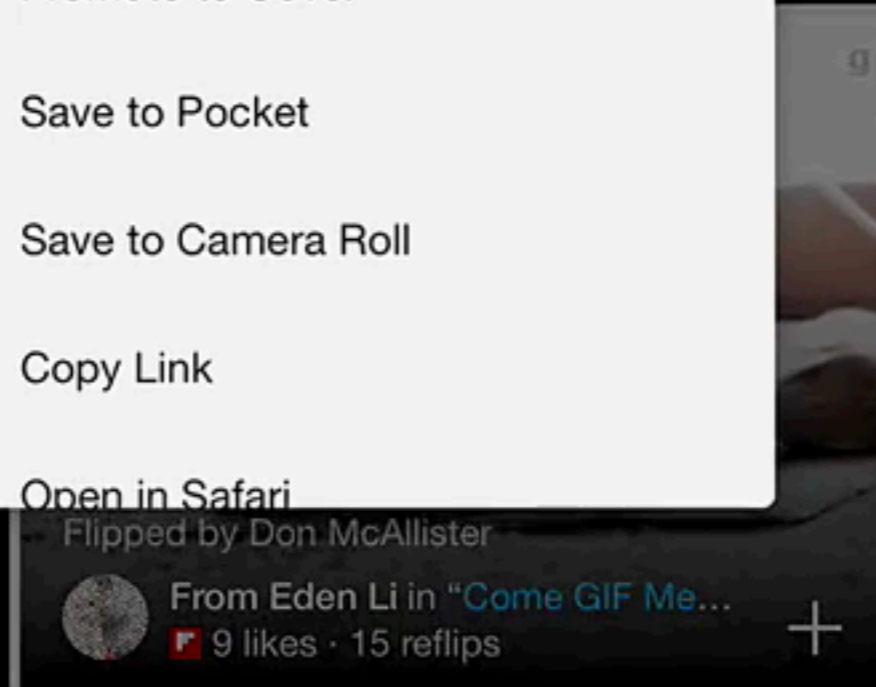 Save to Pocket
Save to Camera Roll
Copy Link
Open in Safari
Flipped by Don McAllister
From Eden Li in “Come GIF Me...
9 likes · 15 reflips